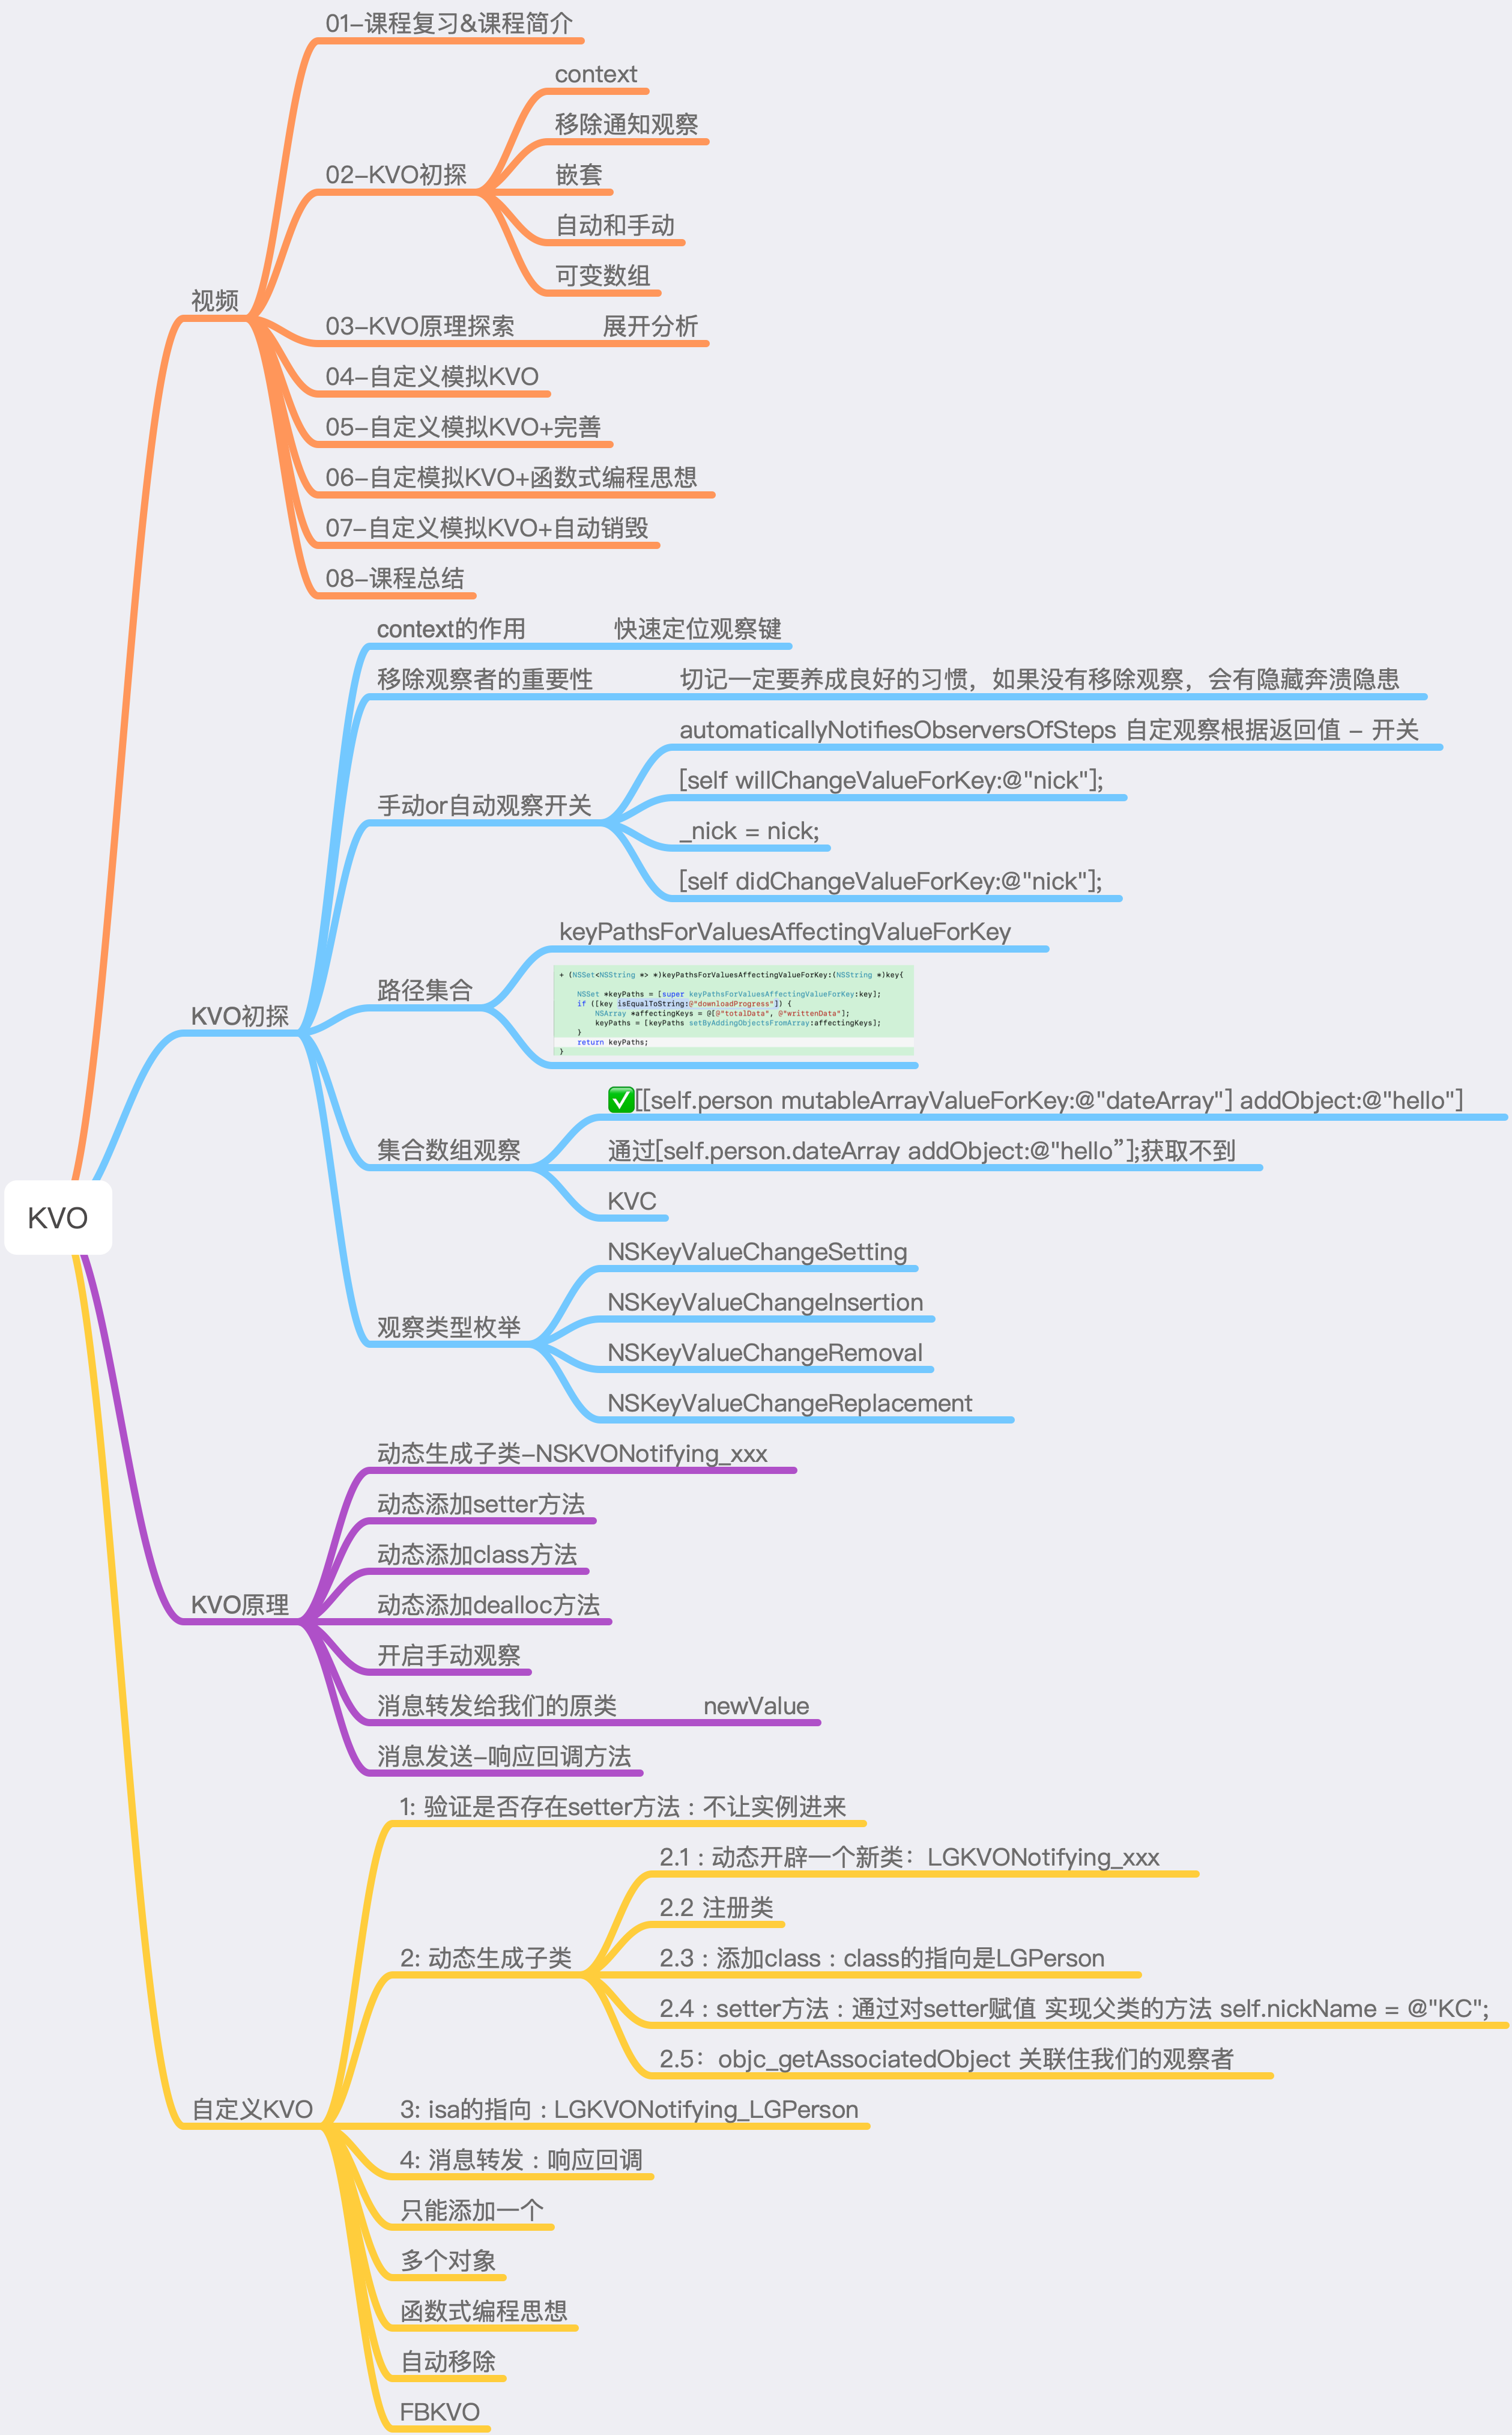 01-课程复习&课程简介
context
移除通知观察
02-KVO初探
嵌套
自动和手动
可变数组
视频
03-KVO原理探索
展开分析
04-自定义模拟KVO
05-自定义模拟KVO+完善
06-自定模拟KVO+函数式编程思想
07-自定义模拟KVO+自动销毁
08-课程总结
context的作用
快速定位观察键
移除观察者的重要性
切记一定要养成良好的习惯，如果没有移除观察，会有隐藏奔溃隐患
automaticallyNotifiesObserversOfSteps 自定观察根据返回值 - 开关
[self willChangeValueForKey:@"nick"];
手动or自动观察开关
_nick = nick;
[self didChangeValueForKey:@"nick"];
keyPathsForValuesAffectingValueForKey
路径集合
+ (NSSet<NSString *> *)keyPathsForValuesAffectingValueForKey:(NSString *)key{
NSSet *keyPaths = [super keyPathsForValuesAffectingValueForKey:key];
if ([key isEqualToString:@"downloadProgress"]) {
NSArray *affectingKeys = @[@"totalData", @"writtenData"];
keyPaths = [keyPaths setByAddingObjectsFromArray:affectingKeys];
}
return keyPaths;
}
KVO初探
✅[[self.person mutableArrayValueForKey:@"dateArray"] addObject:@"hello"]
集合数组观察
通过[self.person.dateArray addObject:@"hello”];获取不到
KVC
KVO
NSKeyValueChangeSetting
NSKeyValueChangeInsertion
观察类型枚举
NSKeyValueChangeRemoval
NSKeyValueChangeReplacement
动态生成子类-NSKVONotifying_xxx
动态添加setter方法
动态添加class方法
KVO原理
动态添加dealloc方法
开启手动观察
消息转发给我们的原类
newValue
消息发送-响应回调方法
1: 验证是否存在setter方法 : 不让实例进来
2.1 : 动态开辟一个新类：LGKVONotifying_xxx
2.2 注册类
2: 动态生成子类
2.3 : 添加class : class的指向是LGPerson
2.4 : setter方法 : 通过对setter赋值 实现父类的方法 self.nickName = @"KC";
2.5：objc_getAssociatedObject 关联住我们的观察者
自定义KVO
3: isa的指向 : LGKVONotifying_LGPerson
4: 消息转发 : 响应回调
只能添加一个
多个对象
函数式编程思想
自动移除
FBKVO